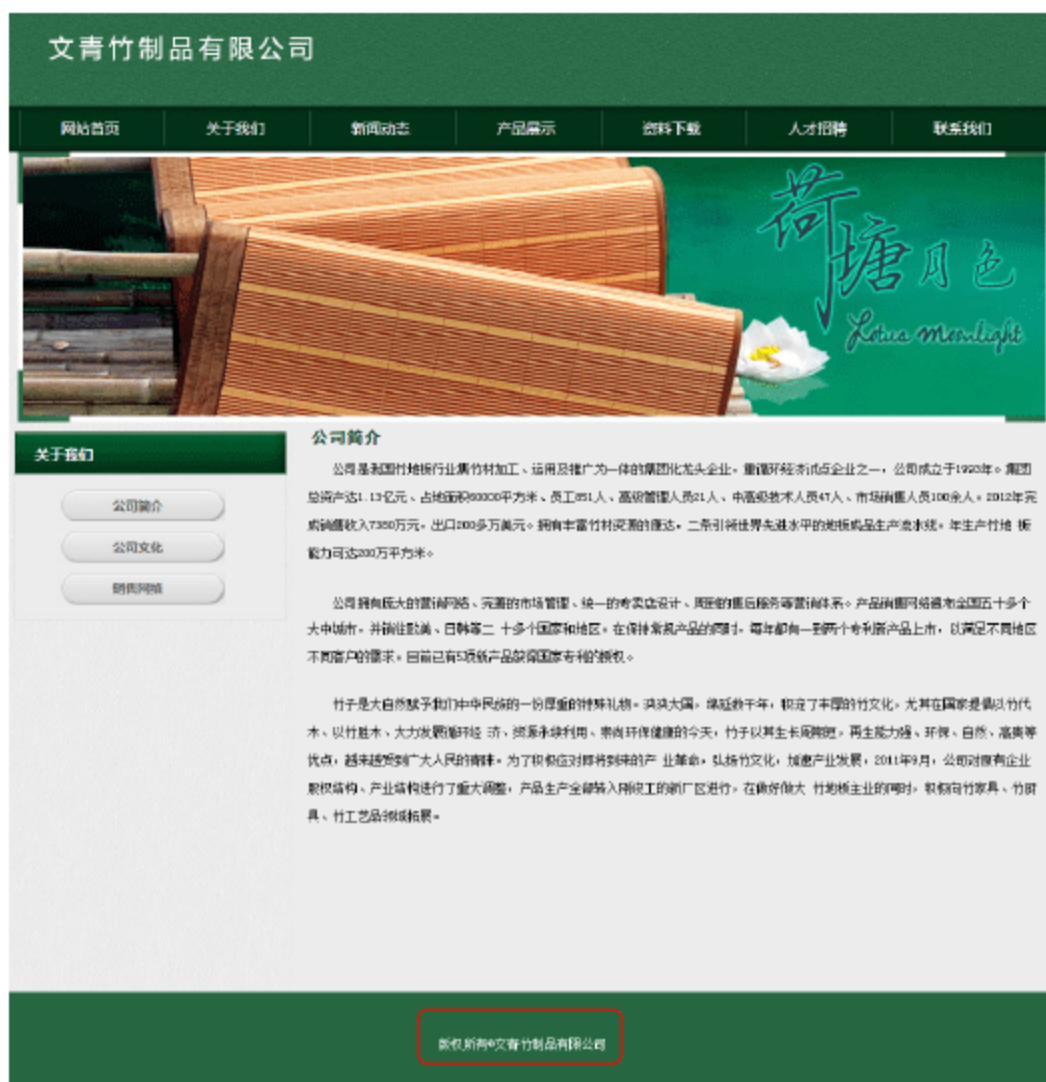 文青竹制品有限公司
网站首页 关于我们 新闻动态 产品展示 资料下载 人才招聘 联系我们
荷塘月色
Lotus Moonlight
关于我们
公司简介
公司文化
销售网络
公司简介
公司是我国竹地板行业集竹材加工、运用及推广为一体的集团化龙头企业,重循环经济试点企业之一,公司成立于1993年。集团
总资产达1.13亿元、占地面积60000平方米、员工851人、高级管理人员21人、中高级技术人员47人、市场销售人员100余人。2012年完
成销售收入7380万元,出口200多万美元。拥有丰富竹材资源的康达,二条引领世界先进水平的地板成品生产流水线,年生产竹地 板
能力可达200万平方米。
公司拥有庞大的营销网络、完善的市场管理、统一的专卖店设计、周到的售后服务等营销体系。产品销售网络遍布全国五十多个
大中城市,并销往欧美、日韩等二 十多个国家和地区。在保持常规产品的同时,每年都有一到两个专利新产品上市,以满足不同地区
不同客户的需求。目前已有5项新产品获得国家专利的授权。
竹子是大自然赋予我们中华民族的一份厚重的特殊礼物。泱泱大国,绵延数千年,积淀了丰厚的竹文化,尤其在国家提倡以竹代
木、以竹胜木、大力发展循环经 济、资源永续利用、崇尚环保健康的今天,竹子以其生长周期短,再生能力强、环保、自然、高爽等
优点,越来越受到广大人民的青睐。为了积极应对即将到来的产 业革命,弘扬竹文化,加速产业发展,2011年9月,公司对原有企业
股权结构、产业结构进行了重大调整,产品生产全部转入刚竣工的新厂区进行,在做好做大 竹地板主业的同时,积极向竹家具、竹厨
具、竹工艺品领域拓展。
版权所有©文青竹制品有限公司